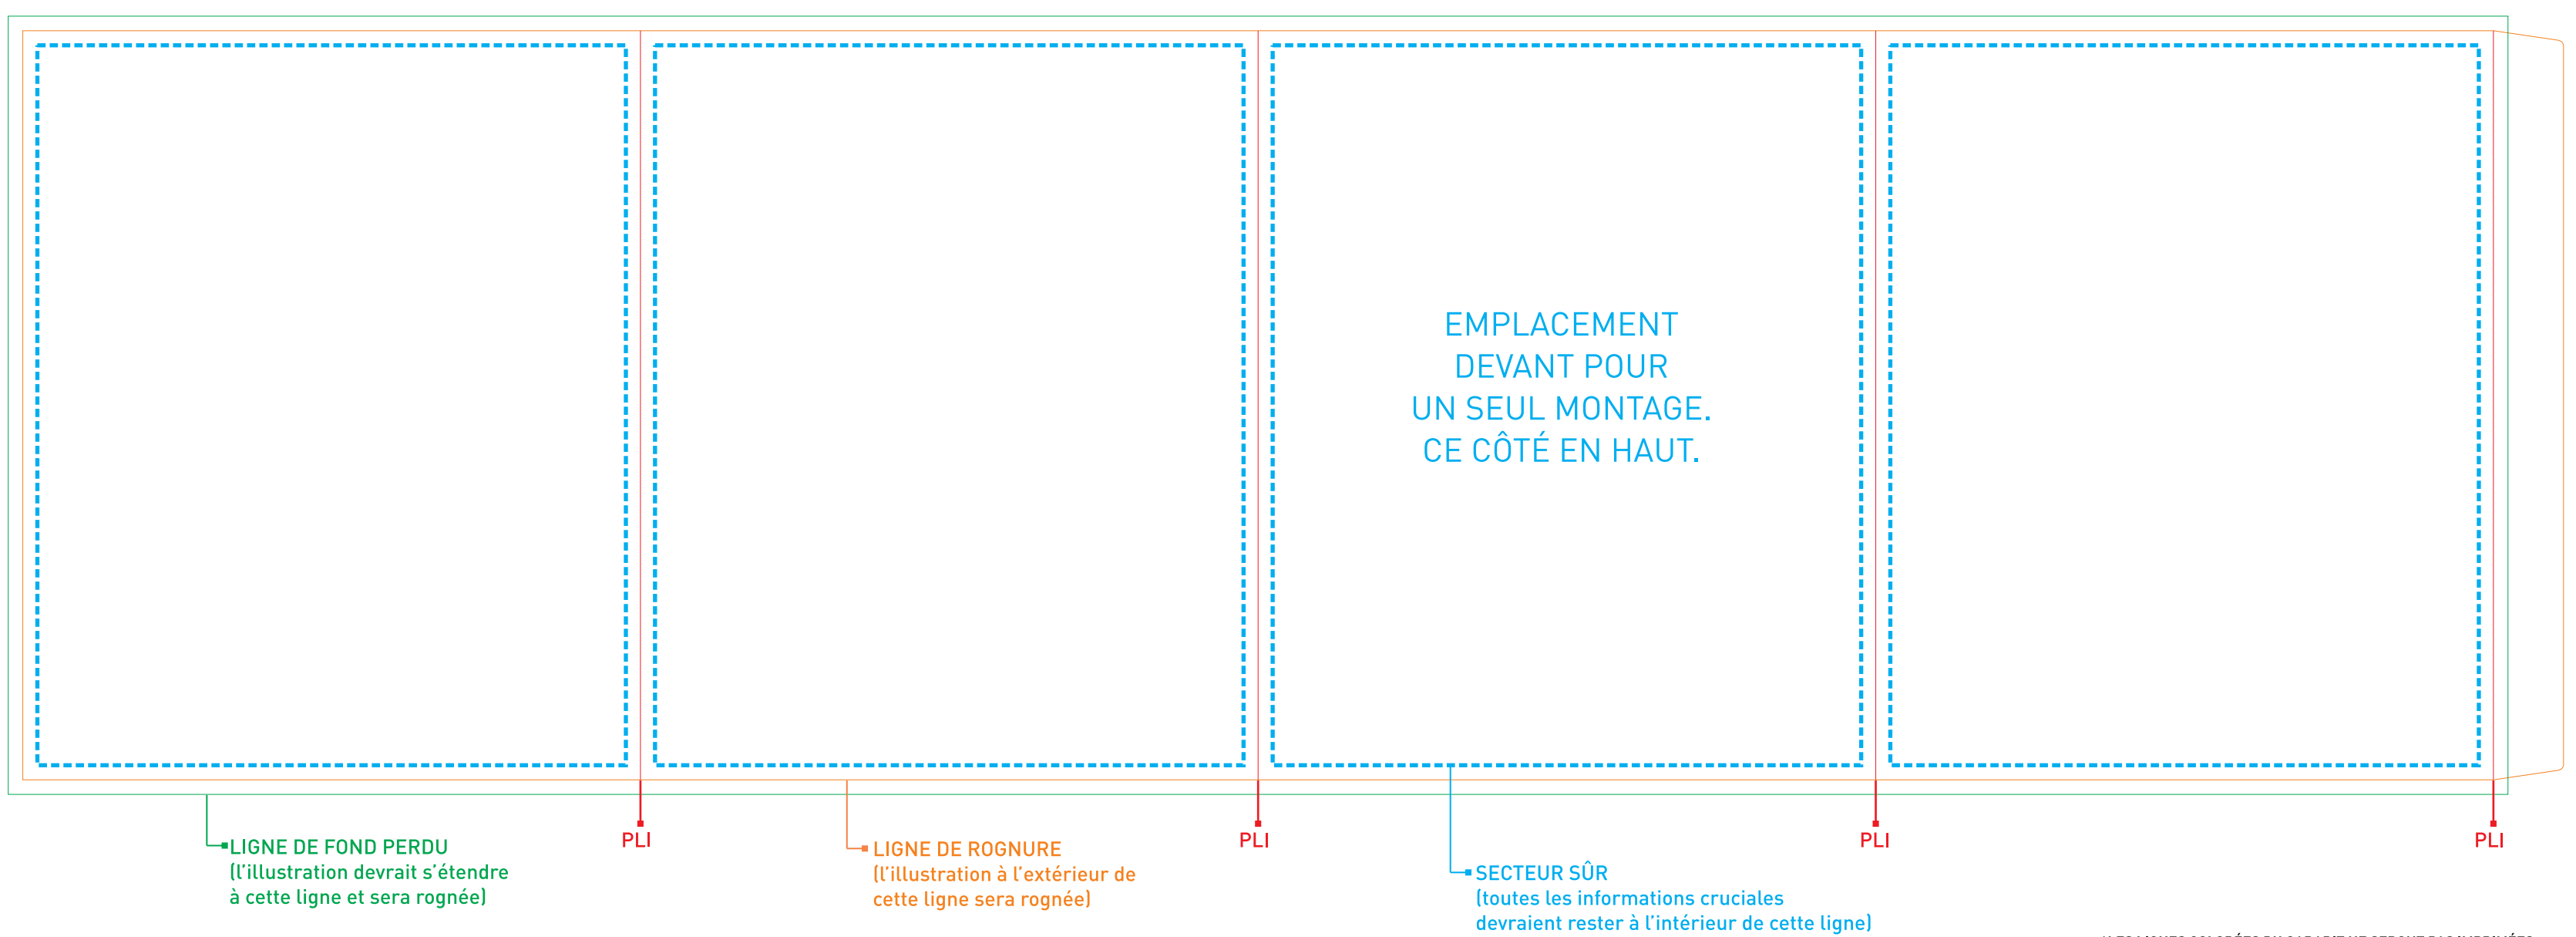 EMPLACEMENT
DEVANT POUR
UN SEUL MONTAGE.
CE CÔTÉ EN HAUT.
LIGNE DE FOND PERDU
(l'illustration devrait s'étendre
à cette ligne et sera rognée)
PLI
LIGNE DE ROGNURE
(l'illustration à l'extérieur de
cette ligne sera rognée)
PLI
SECTEUR SÛR
(toutes les informations cruciales
devraient rester à l'intérieur de cette ligne)
PLI
PLI